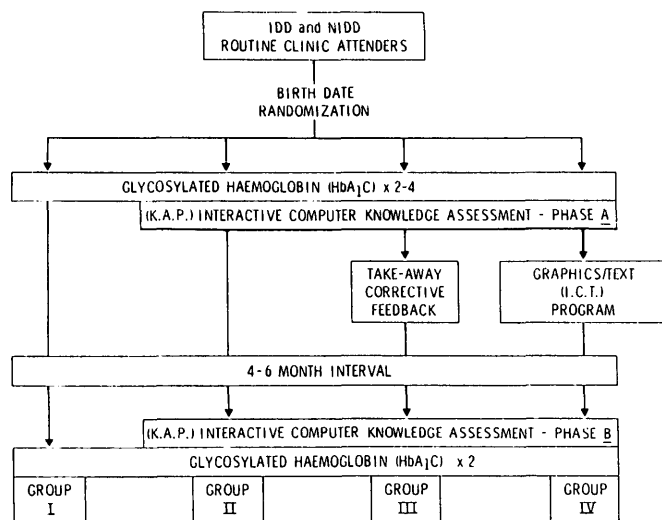 IDD and NIDD
ROUTINE CLINIC ATTENDERS
BIRTH DATE
RANDOMIZATION
GLYCOSYLATED HAEMOGLOBIN (HbA1C) x 2-4
(K.A.P.) INTERACTIVE COMPUTER KNOWLEDGE ASSESSMENT - PHASE A
TAKE-AWAY
CORRECTIVE
FEEDBACK
GRAPHICS/TEXT
(I.C.T.)
PROGRAM
4-6 MONTH INTERVAL
(K.A.P.) INTERACTIVE COMPUTER KNOWLEDGE ASSESSMENT - PHASE B
GLYCOSYLATED HAEMOGLOBIN (HbA1C) x 2
GROUP
I
GROUP
II
GROUP
III
GROUP
IV